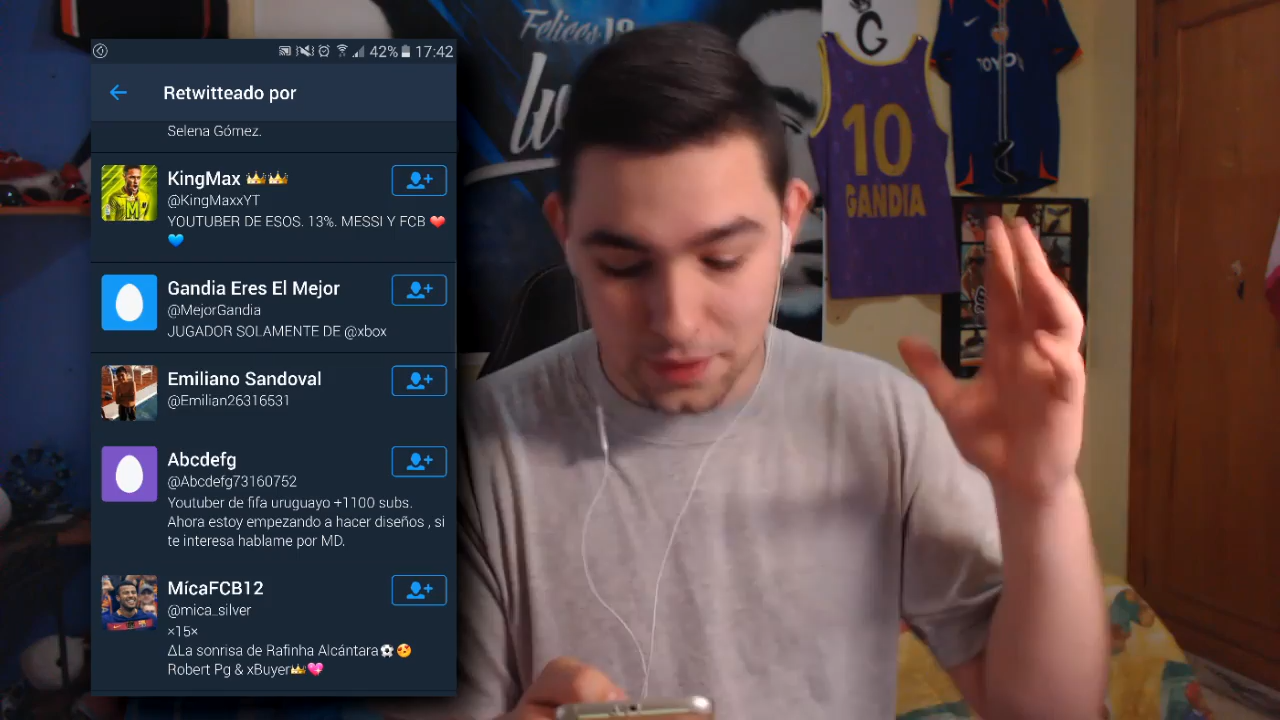 42% 17:42
Retwitteado por
Selena Gómez.
KingMax 👑👑
@KingMaxxYT
YOUTUBER DE ESOS. 13%. MESSI Y FCB ❤️
💙
Gandia Eres El Mejor
@MejorGandia
JUGADOR SOLAMENTE DE @xbox
Emiliano Sandoval
@Emilian26316531
Abcdefg
@Abcdefg73160752
Youtuber de fifa uruguayo +1100 subs.
Ahora estoy empezando a hacer diseños , si
te interesa hablame por MD.
MícaFCB12
@mica_silver
×15×
ΔLa sonrisa de Rafinha Alcántara⚽😏
Robert Pg & xBuyer👑💖
Felices 18
G
10
GANDIA